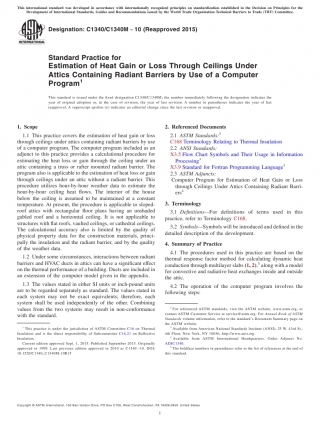 This international standard was developed in accordance with internationally recognized principles on standardization established in the Decision on Principles for the
Development of International Standards, Guides and Recommendations issued by the World Trade Organization Technical Barriers to Trade (TBT) Committee.
Designation: C1340/C1340M − 10 (Reapproved 2015)
INTERNATIONAL
Standard Practice for
Estimation of Heat Gain or Loss Through Ceilings Under
Attics Containing Radiant Barriers by Use of a Computer
Program1
This standard is issued under the fixed designation C1340/C1340M; the number immediately following the designation indicates the
year of original adoption or, in the case of revision, the year of last revision. A number in parentheses indicates the year of last
reapproval. A superscript epsilon (ε) indicates an editorial change since the last revision or reapproval.
1. Scope
1.1 This practice covers the estimation of heat gain or loss
through ceilings under attics containing radiant barriers by use
of a computer program. The computer program included as an
adjunct to this practice provides a calculational procedure for
estimating the heat loss or gain through the ceiling under an
attic containing a truss or rafter mounted radiant barrier. The
program also is applicable to the estimation of heat loss or gain
through ceilings under an attic without a radiant barrier. This
procedure utilizes hour-by-hour weather data to estimate the
hour-by-hour ceiling heat flows. The interior of the house
below the ceiling is assumed to be maintained at a constant
temperature. At present, the procedure is applicable to sloped-
roof attics with rectangular floor plans having an unshaded
gabled roof and a horizontal ceiling. It is not applicable to
structures with flat roofs, vaulted ceilings, or cathedral ceilings.
The calculational accuracy also is limited by the quality of
physical property data for the construction materials, princi-
pally the insulation and the radiant barrier, and by the quality
of the weather data.
1.2 Under some circumstances, interactions between radiant
barriers and HVAC ducts in attics can have a significant effect
on the thermal performance of a building. Ducts are included in
an extension of the computer model given in the appendix.
1.3 The values stated in either SI units or inch-pound units
are to be regarded separately as standard. The values stated in
each system may not be exact equivalents; therefore, each
system shall be used independently of the other. Combining
values from the two systems may result in non-conformance
with the standard.
1 This practice is under the jurisdiction of ASTM Committee C16 on Thermal
Insulation and is the direct responsibility of Subcommittee C16.21 on Reflective
Insulation.
Current edition approved Sept. 1, 2015. Published September 2015. Originally
approved in 1999. Last previous edition approved in 2010 as C1340 –10. DOI:
10.1520/C1340_C1340M-10R15
2. Referenced Documents
2.1 ASTM Standards:2
C168 Terminology Relating to Thermal Insulation
2.2 ANSI Standards:
X3.5 Flow Chart Symbols and Their Usage in Information
Processing3
X3.9 Standard for Fortran Programming Language3
2.3 ASTM Adjuncts:
Computer Program for Estimation of Heat Gain or Loss
through Ceilings Under Attics Containing Radiant Barri-
ers4
3. Terminology
3.1 Definitions—For definitions of terms used in this
practice, refer to Terminology C168.
3.2 Symbols—Symbols will be introduced and defined in the
detailed description of the development.
4. Summary of Practice
4.1 The procedures used in this practice are based on the
thermal response factor method for calculating dynamic heat
conduction through multilayer slabs (1, 2),5 along with a model
for convective and radiative heat exchanges inside and outside
the attic.
4.2 The operation of the computer program involves the
following steps:
2 For referenced ASTM standards, visit the ASTM website, www.astm.org, or
contact ASTM Customer Service at service@astm.org. For Annual Book of ASTM
Standards volume information, refer to the standard's Document Summary page on
the ASTM website.
3 Available from American National Standards Institute (ANSI), 25 W. 43rd St.,
4th Floor, New York, NY 10036, http://www.ansi.org.
4 Available from ASTM International Headquarters. Order Adjunct No.
ADJC1340.
5 The boldface numbers in parentheses refer to the list of references at the end of
this standard.
Copyright © ASTM International, 100 Barr Harbor Drive, PO Box C700, West Conshohocken, PA 19428-2959. United States
1